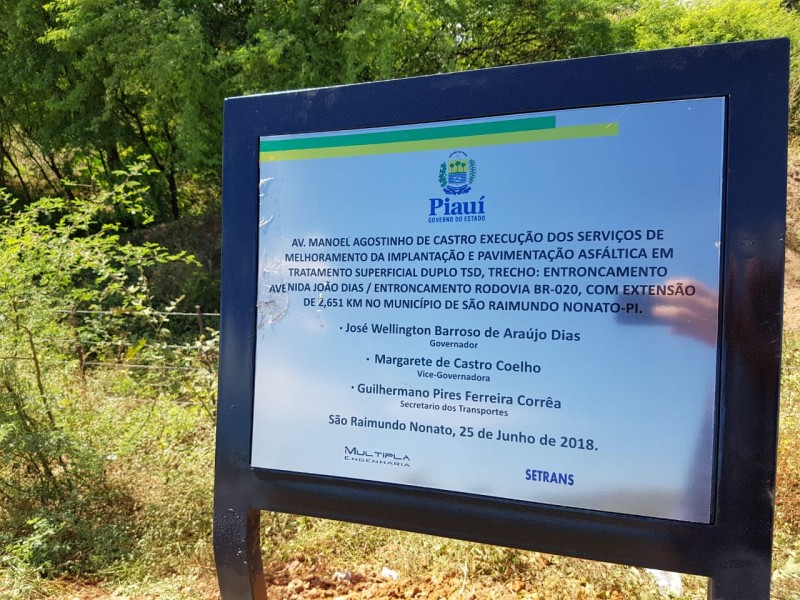 Piauí
GOVERNO DO ESTADO
AV. MANOEL AGOSTINHO DE CASTRO EXECUÇÃO DOS SERVIÇOS DE
MELHORAMENTO DA IMPLANTAÇÃO E PAVIMENTAÇÃO ASFÁLTICA EM
TRATAMENTO SUPERFICIAL DUPLO TSD, TRECHO: ENTRONCAMENTO
AVENIDA JOÃO DIAS / ENTRONCAMENTO RODOVIA BR-020, COM EXTENSÃO
DE 2,651 KM NO MUNICÍPIO DE SÃO RAIMUNDO NONATO-PI.
· José Wellington Barroso de Araújo Dias
Governador
· Margarete de Castro Coelho
Vice-Governadora
· Guilhermano Pires Ferreira Corrêa
Secretario dos Transportes
São Raimundo Nonato, 25 de Junho de 2018.
MULTIPLA
ENGENHARIA
SETRANS